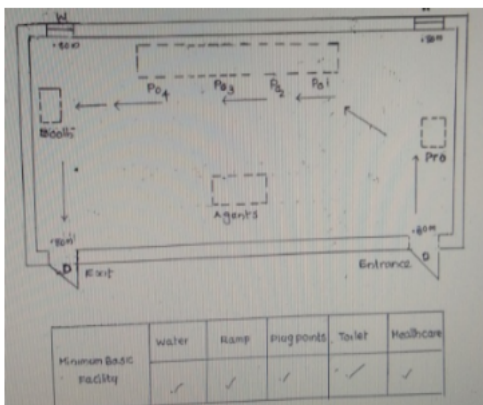 W
Po4 Po3 Po2 Po1
Booth
Pro
Agents
Exit
D
Entrance
D
Minimum Basic Facility
Water Ramp Plug points Toilet Healthcare
✓ ✓ ✓ ✓ ✓